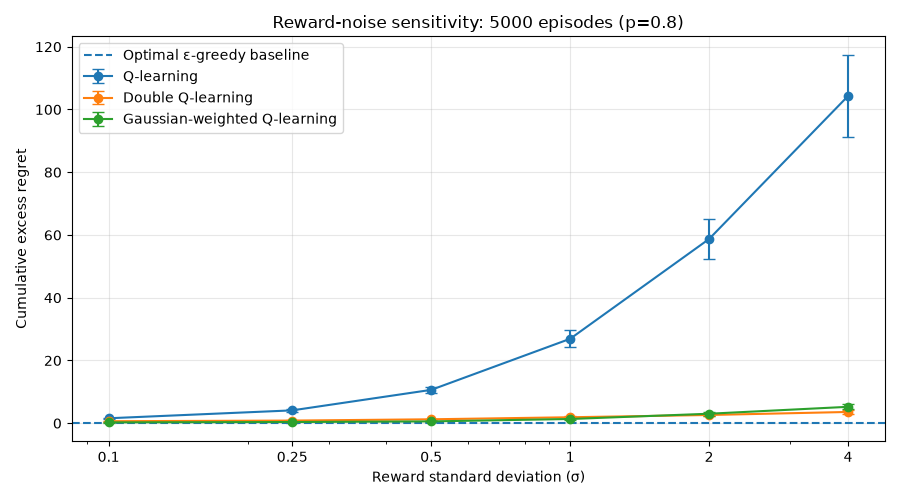 Reward-noise sensitivity: 5000 episodes (p=0.8)
Optimal ε-greedy baseline
Q-learning
Double Q-learning
Gaussian-weighted Q-learning
Cumulative excess regret
120
100
80
60
40
20
0
0.1 0.25 0.5 1 2 4
Reward standard deviation (σ)